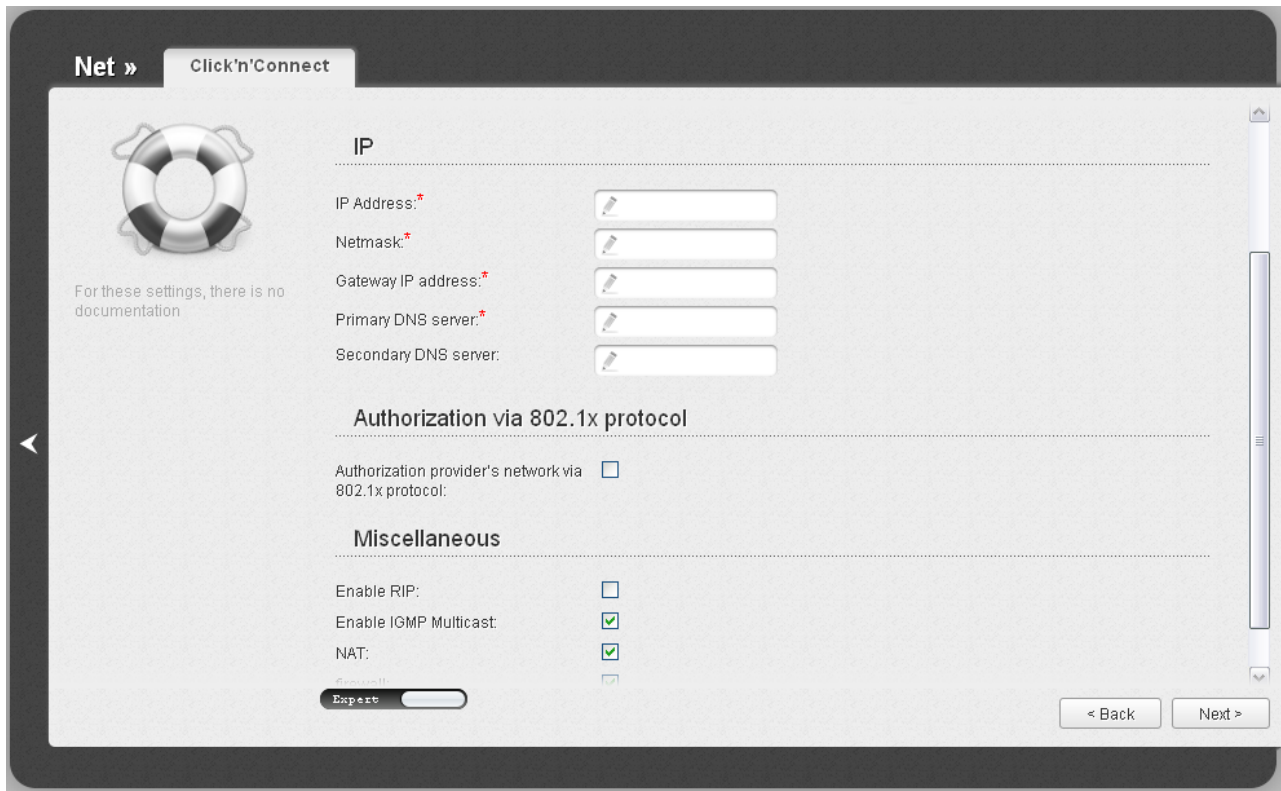 Net »
Click'n'Connect
For these settings, there is no
documentation
IP
IP Address:*
Netmask:*
Gateway IP address:*
Primary DNS server:*
Secondary DNS server:
Authorization via 802.1x protocol
Authorization provider's network via
802.1x protocol:
Miscellaneous
Enable RIP:
Enable IGMP Multicast:
NAT:
firewall:
Expert
< Back
Next >